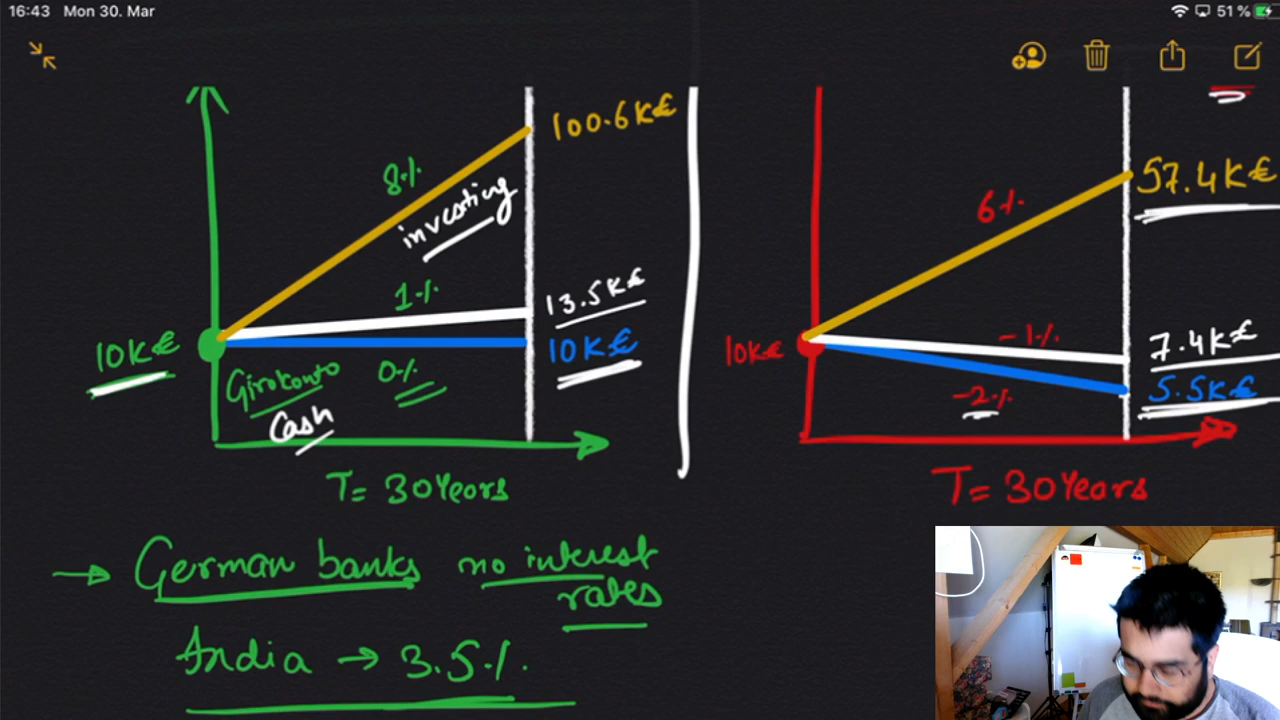 16:43 Mon 30. Mar
51 %
100.6K€
8%
investing
1%
13.5K€
10K€
10K€
Girokonto
0%
Cash
T= 30Years
57.4K€
6%
10K€
-1%
7.4K€
-2%
5.5K€
T= 30Years
→ German banks no interest
rates
India → 3.5%.